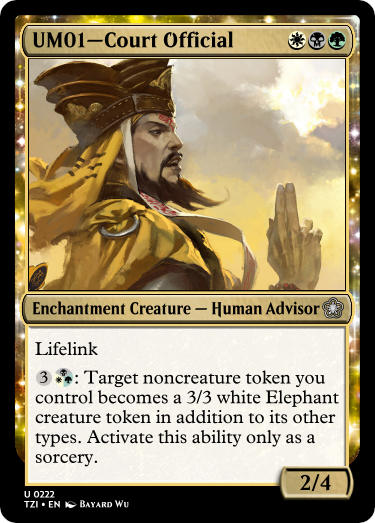 UM01—Court Official
Enchantment Creature — Human Advisor
Lifelink
3 : Target noncreature token you
control becomes a 3/3 white Elephant
creature token in addition to its other
types. Activate this ability only as a
sorcery.
2/4
U 0222
TZI • EN Bayard Wu